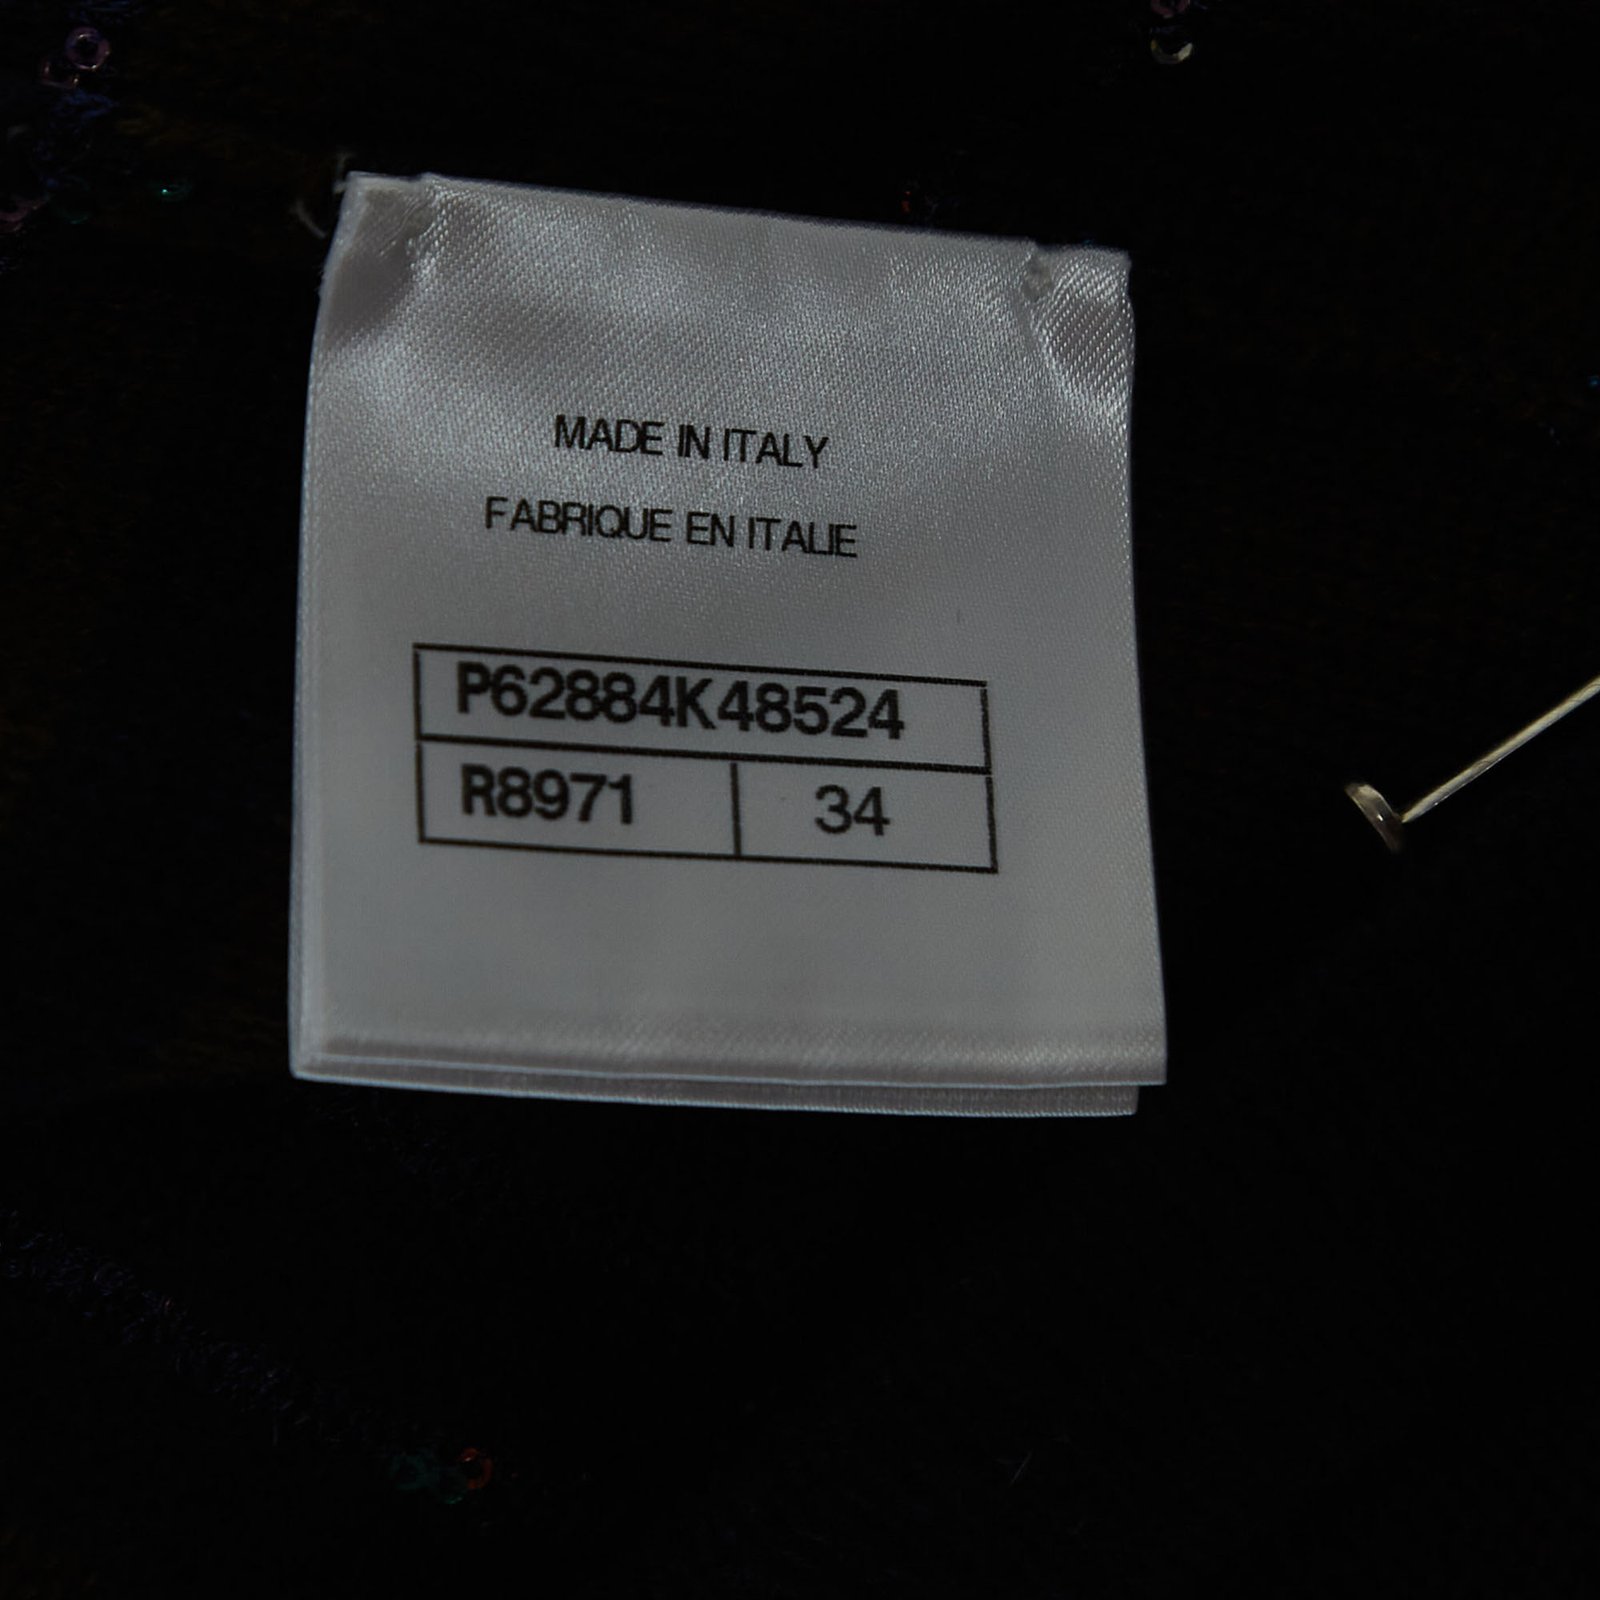 MADE IN ITALY
FABRIQUE EN ITALIE
P62884K48524
R8971 34